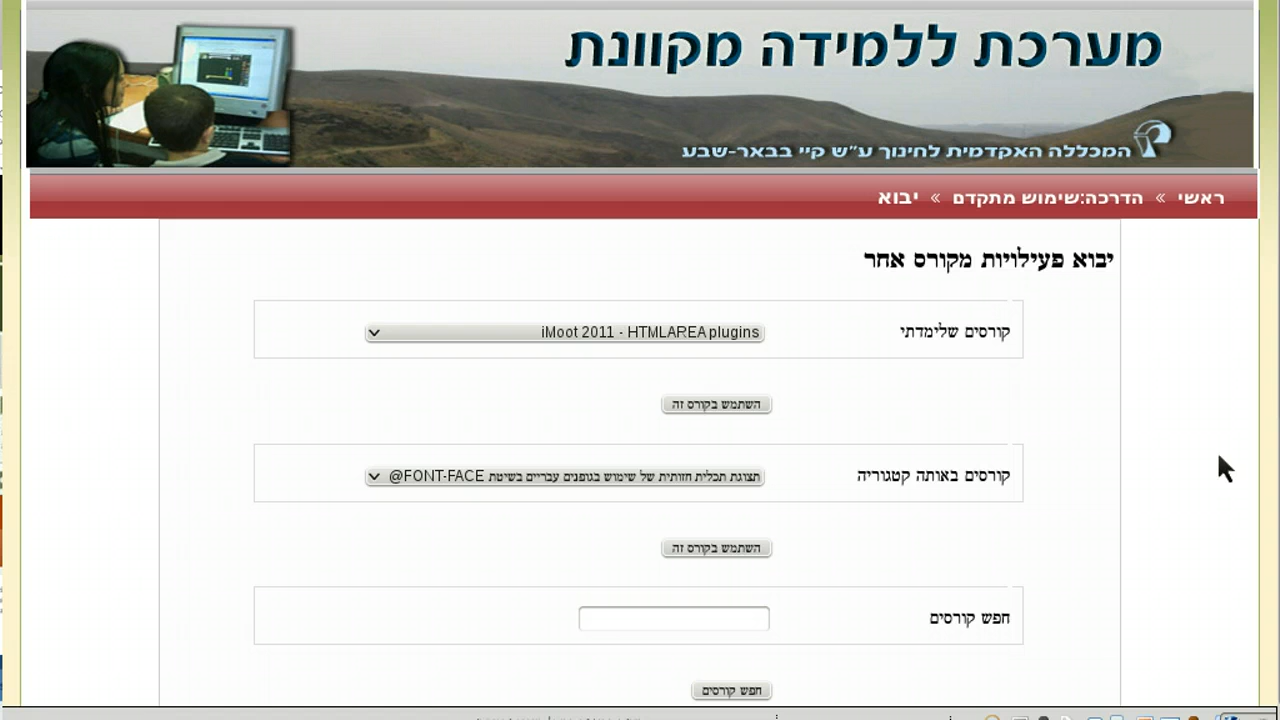 מערכת ללמידה מקוונת
המכללה האקדמית לחינוך ע"ש קיי בבאר-שבע
ראשי » הדרכה:שימוש מתקדם » יבוא
יבוא פעילויות מקורס אחר
קורסים שלימדתי
iMoot 2011 - HTMLAREA plugins
השתמש בקורס זה
קורסים באותה קטגוריה
תצוגת תכלית חזותית של שימוש בגופנים עבריים בשיטת @FONT-FACE
השתמש בקורס זה
חפש קורסים
חפש קורסים